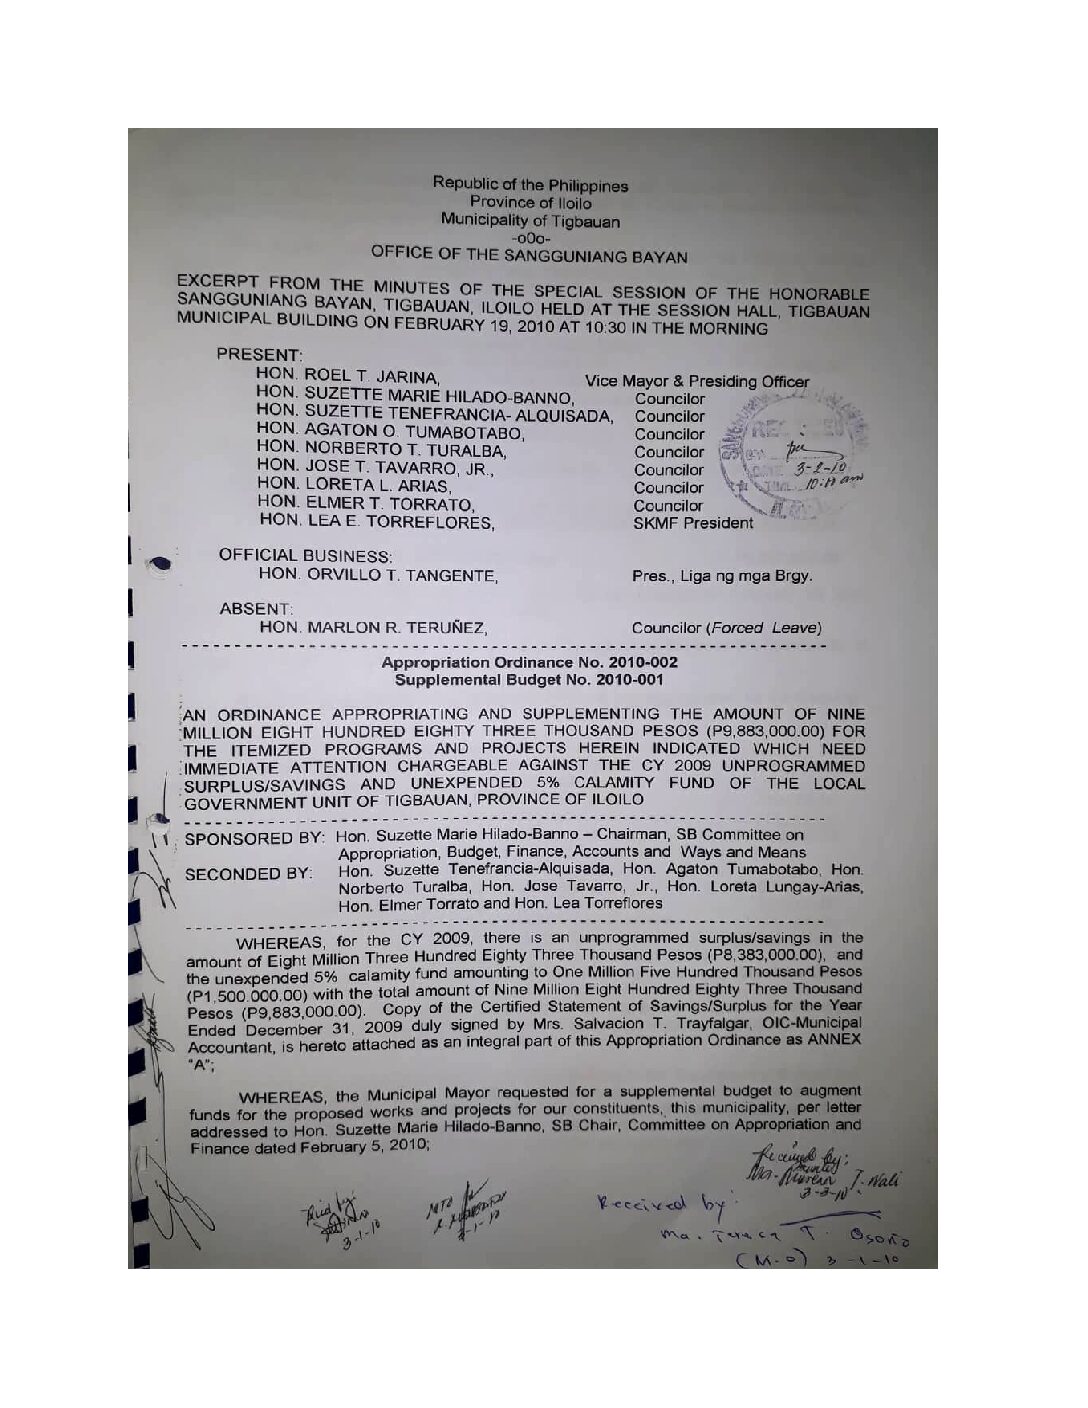 Republic of the Philippines
Province of Iloilo
Municipality of Tigbauan
-o0o-
OFFICE OF THE SANGGUNIANG BAYAN
EXCERPT FROM THE MINUTES OF THE SPECIAL SESSION OF THE HONORABLE
SANGGUNIANG BAYAN, TIGBAUAN, ILOILO HELD AT THE SESSION HALL, TIGBAUAN
MUNICIPAL BUILDING ON FEBRUARY 19, 2010 AT 10:30 IN THE MORNING
PRESENT:
HON. ROEL T. JARINA, Vice Mayor & Presiding Officer
HON. SUZETTE MARIE HILADO-BANNO, Councilor
HON. SUZETTE TENEFRANCIA- ALQUISADA, Councilor
HON. AGATON O. TUMABOTABO, Councilor
HON. NORBERTO T. TURALBA, Councilor
HON. JOSE T. TAVARRO, JR., Councilor
HON. LORETA L. ARIAS, Councilor
HON. ELMER T. TORRATO, Councilor
HON. LEA E. TORREFLORES, SKMF President
3-2-10
OFFICIAL BUSINESS:
HON. ORVILLO T. TANGENTE, Pres., Liga ng mga Brgy.
ABSENT:
HON. MARLON R. TERUÑEZ, Councilor (Forced Leave)
Appropriation Ordinance No. 2010-002
Supplemental Budget No. 2010-001
AN ORDINANCE APPROPRIATING AND SUPPLEMENTING THE AMOUNT OF NINE
MILLION EIGHT HUNDRED EIGHTY THREE THOUSAND PESOS (P9,883,000.00) FOR
THE ITEMIZED PROGRAMS AND PROJECTS HEREIN INDICATED WHICH NEED
IMMEDIATE ATTENTION CHARGEABLE AGAINST THE CY 2009 UNPROGRAMMED
SURPLUS/SAVINGS AND UNEXPENDED 5% CALAMITY FUND OF THE LOCAL
GOVERNMENT UNIT OF TIGBAUAN, PROVINCE OF ILOILO
SPONSORED BY: Hon. Suzette Marie Hilado-Banno – Chairman, SB Committee on
Appropriation, Budget, Finance, Accounts and Ways and Means
SECONDED BY: Hon. Suzette Tenefrancia-Alquisada, Hon. Agaton Tumabotabo, Hon.
Norberto Turalba, Hon. Jose Tavarro, Jr., Hon. Loreta Lungay-Arias,
Hon. Elmer Torrato and Hon. Lea Torreflores
WHEREAS, for the CY 2009, there is an unprogrammed surplus/savings in the
amount of Eight Million Three Hundred Eighty Three Thousand Pesos (P8,383,000.00), and
the unexpended 5% calamity fund amounting to One Million Five Hundred Thousand Pesos
(P1,500.000.00) with the total amount of Nine Million Eight Hundred Eighty Three Thousand
Pesos (P9,883,000.00). Copy of the Certified Statement of Savings/Surplus for the Year
Ended December 31, 2009 duly signed by Mrs. Salvacion T. Trayfalgar, OIC-Municipal
Accountant, is hereto attached as an integral part of this Appropriation Ordinance as ANNEX
"A";
WHEREAS, the Municipal Mayor requested for a supplemental budget to augment
funds for the proposed works and projects for our constituents, this municipality, per letter
addressed to Hon. Suzette Marie Hilado-Banno, SB Chair, Committee on Appropriation and
Finance dated February 5, 2010;
Received by:
3-1-10
Received by:
Ma. Teresa T. Osorio
(M.O) 3-1-10